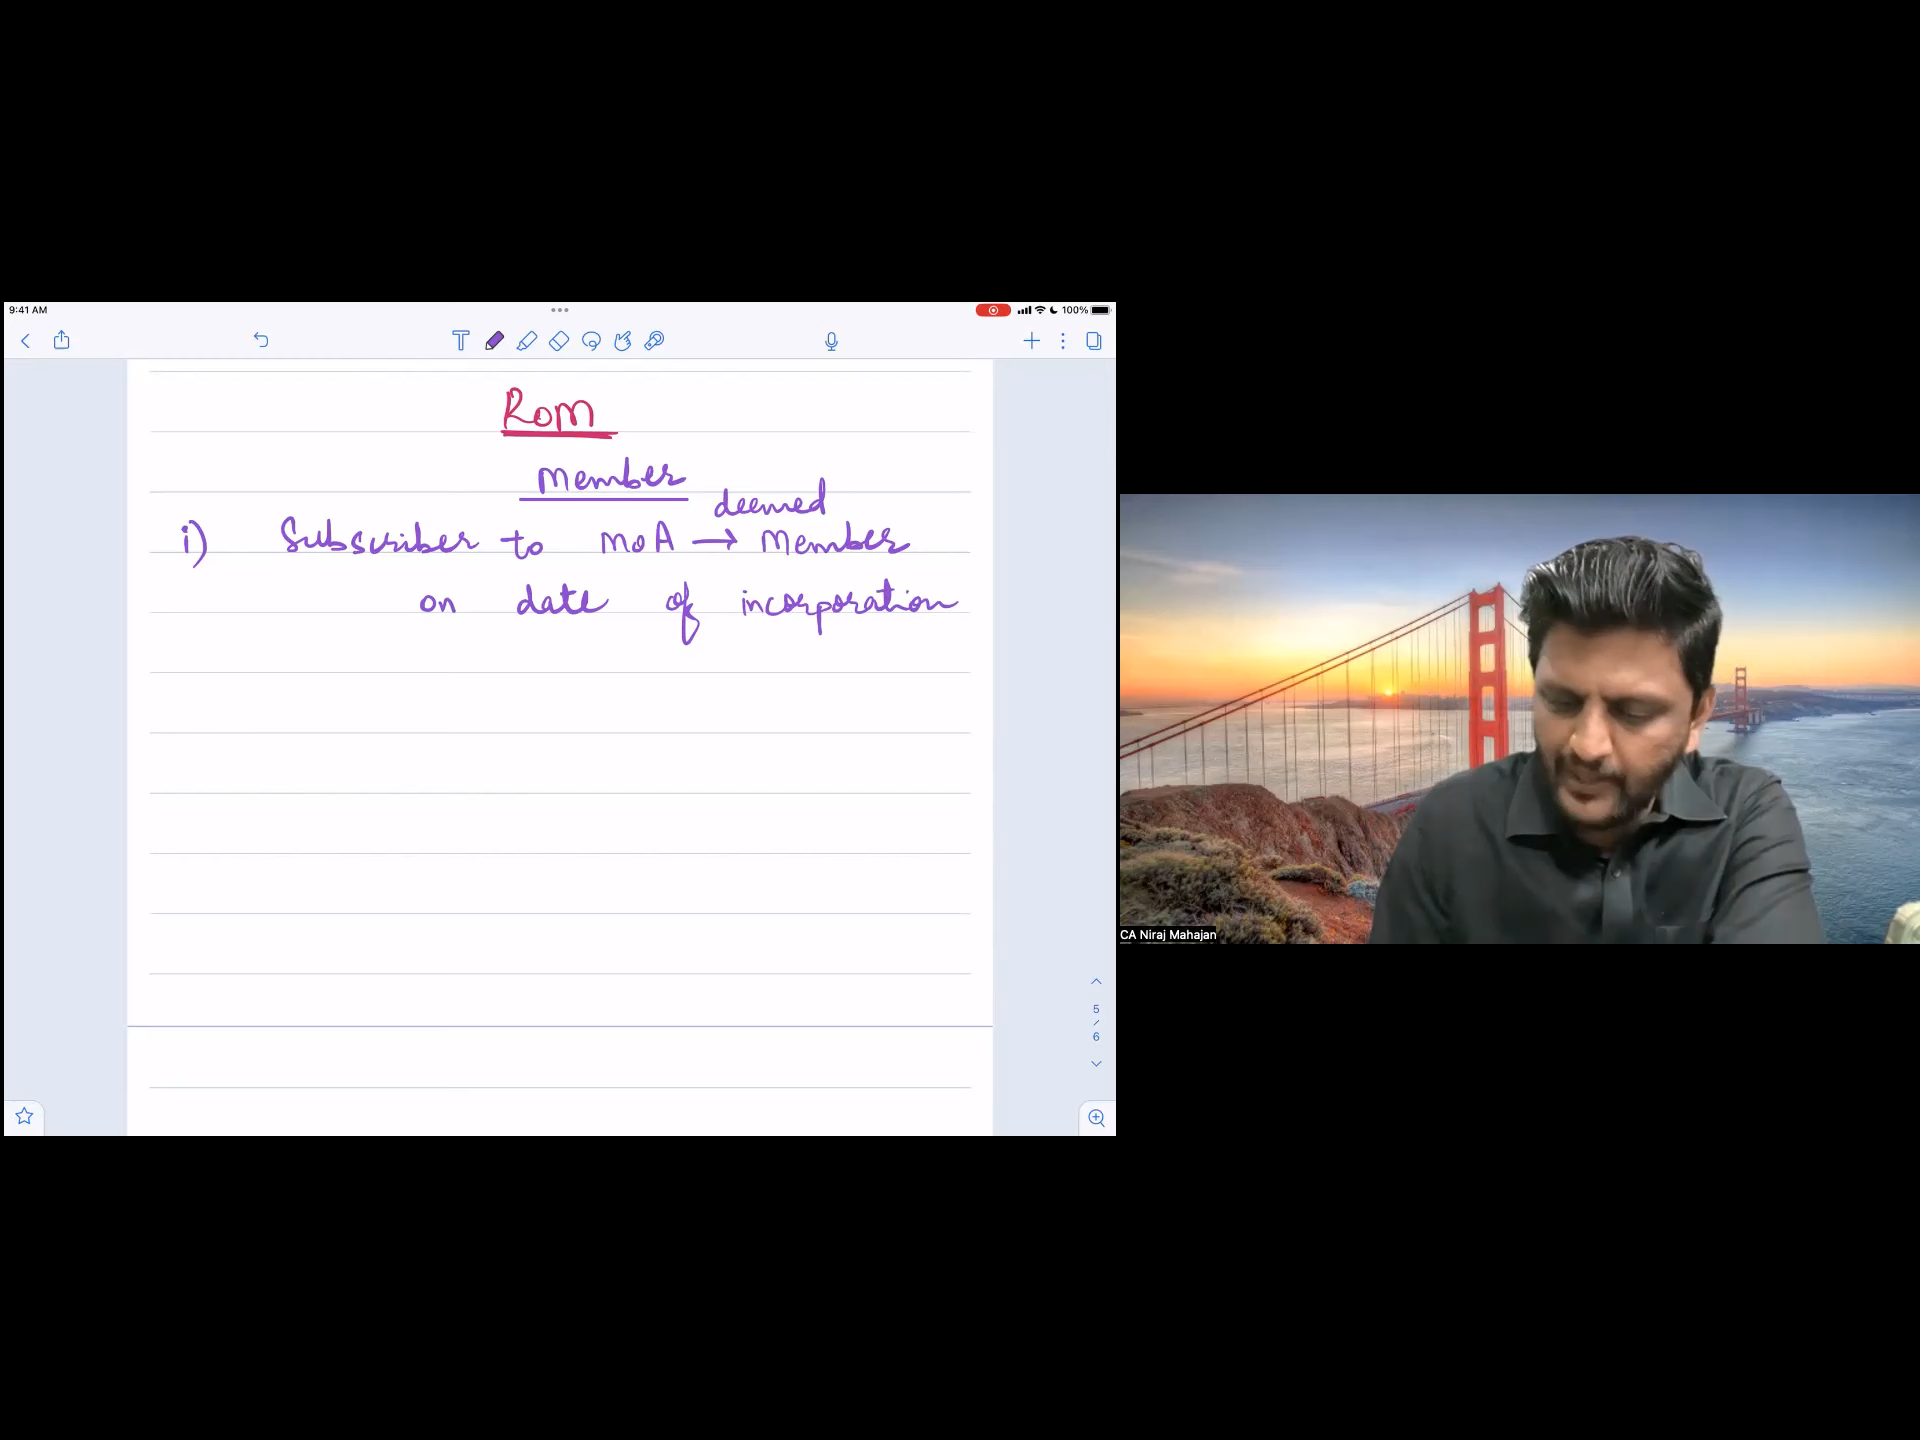 9:41 AM
100%
T
RoM
Member
deemed
i) Subscriber to MOA → Member
on date of incorporation
5
/
6
CA Niraj Mahajan